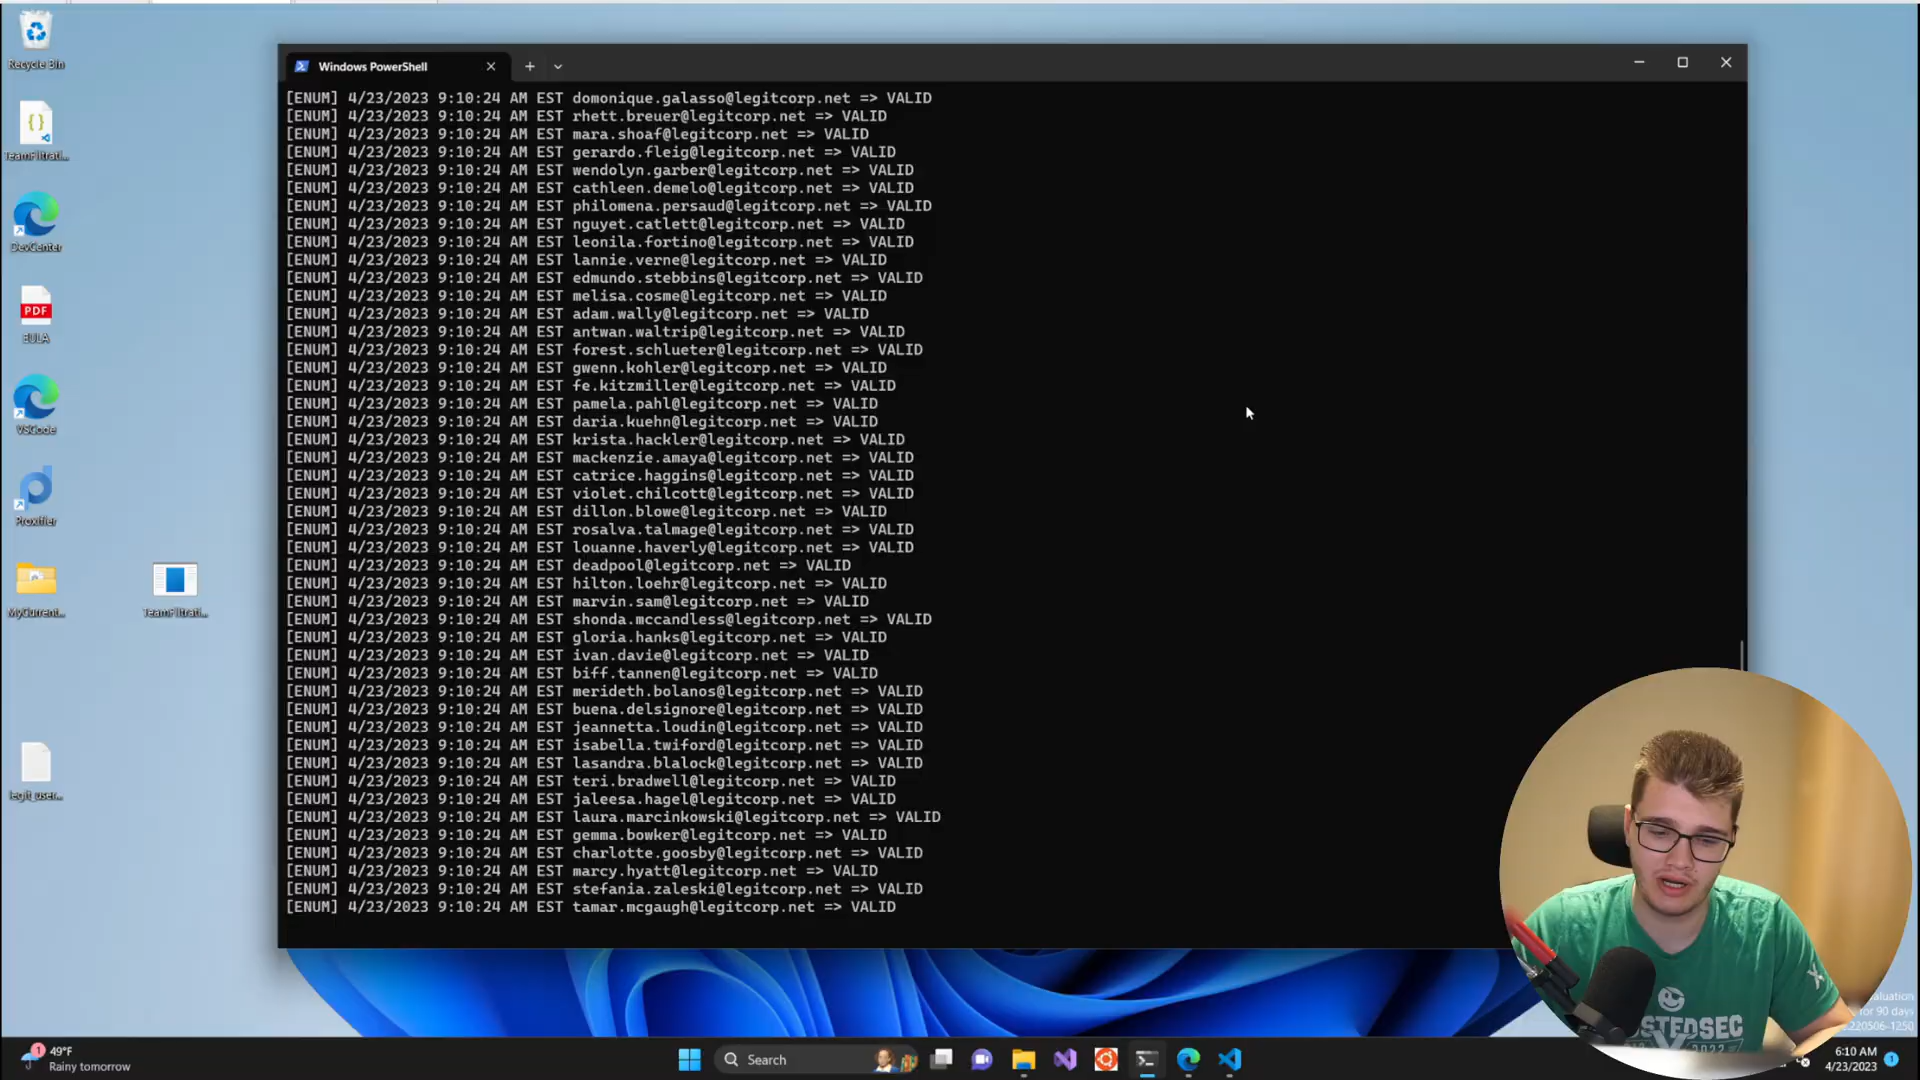 Recycle Bin
TeamFiltrati...
DevCenter
PDF
EULA
VSCode
Proxifier
MyCurrent...
TeamFiltrati...
legit_user...
Windows PowerShell
[ENUM] 4/23/2023 9:10:24 AM EST domonique.galasso@legitcorp.net => VALID
[ENUM] 4/23/2023 9:10:24 AM EST rhett.breuer@legitcorp.net => VALID
[ENUM] 4/23/2023 9:10:24 AM EST mara.shoaf@legitcorp.net => VALID
[ENUM] 4/23/2023 9:10:24 AM EST gerardo.fleig@legitcorp.net => VALID
[ENUM] 4/23/2023 9:10:24 AM EST wendolyn.garber@legitcorp.net => VALID
[ENUM] 4/23/2023 9:10:24 AM EST cathleen.demelo@legitcorp.net => VALID
[ENUM] 4/23/2023 9:10:24 AM EST philomena.persaud@legitcorp.net => VALID
[ENUM] 4/23/2023 9:10:24 AM EST nguyet.catlett@legitcorp.net => VALID
[ENUM] 4/23/2023 9:10:24 AM EST leonila.fortino@legitcorp.net => VALID
[ENUM] 4/23/2023 9:10:24 AM EST lannie.verne@legitcorp.net => VALID
[ENUM] 4/23/2023 9:10:24 AM EST edmundo.stebbins@legitcorp.net => VALID
[ENUM] 4/23/2023 9:10:24 AM EST melisa.cosme@legitcorp.net => VALID
[ENUM] 4/23/2023 9:10:24 AM EST adam.wally@legitcorp.net => VALID
[ENUM] 4/23/2023 9:10:24 AM EST antwan.waltrip@legitcorp.net => VALID
[ENUM] 4/23/2023 9:10:24 AM EST forest.schlueter@legitcorp.net => VALID
[ENUM] 4/23/2023 9:10:24 AM EST gwenn.kohler@legitcorp.net => VALID
[ENUM] 4/23/2023 9:10:24 AM EST fe.kitzmiller@legitcorp.net => VALID
[ENUM] 4/23/2023 9:10:24 AM EST pamela.pahl@legitcorp.net => VALID
[ENUM] 4/23/2023 9:10:24 AM EST daria.kuehn@legitcorp.net => VALID
[ENUM] 4/23/2023 9:10:24 AM EST krista.hackler@legitcorp.net => VALID
[ENUM] 4/23/2023 9:10:24 AM EST mackenzie.amaya@legitcorp.net => VALID
[ENUM] 4/23/2023 9:10:24 AM EST catrice.haggins@legitcorp.net => VALID
[ENUM] 4/23/2023 9:10:24 AM EST violet.chilcott@legitcorp.net => VALID
[ENUM] 4/23/2023 9:10:24 AM EST dillon.blowe@legitcorp.net => VALID
[ENUM] 4/23/2023 9:10:24 AM EST rosalva.talmage@legitcorp.net => VALID
[ENUM] 4/23/2023 9:10:24 AM EST louanne.haverly@legitcorp.net => VALID
[ENUM] 4/23/2023 9:10:24 AM EST deadpool@legitcorp.net => VALID
[ENUM] 4/23/2023 9:10:24 AM EST hilton.loehr@legitcorp.net => VALID
[ENUM] 4/23/2023 9:10:24 AM EST marvin.sam@legitcorp.net => VALID
[ENUM] 4/23/2023 9:10:24 AM EST shonda.mccandless@legitcorp.net => VALID
[ENUM] 4/23/2023 9:10:24 AM EST gloria.hanks@legitcorp.net => VALID
[ENUM] 4/23/2023 9:10:24 AM EST ivan.davie@legitcorp.net => VALID
[ENUM] 4/23/2023 9:10:24 AM EST biff.tannen@legitcorp.net => VALID
[ENUM] 4/23/2023 9:10:24 AM EST merideth.bolanos@legitcorp.net => VALID
[ENUM] 4/23/2023 9:10:24 AM EST buena.delsignore@legitcorp.net => VALID
[ENUM] 4/23/2023 9:10:24 AM EST jeannetta.loudin@legitcorp.net => VALID
[ENUM] 4/23/2023 9:10:24 AM EST isabella.twiford@legitcorp.net => VALID
[ENUM] 4/23/2023 9:10:24 AM EST lasandra.blalock@legitcorp.net => VALID
[ENUM] 4/23/2023 9:10:24 AM EST teri.bradwell@legitcorp.net => VALID
[ENUM] 4/23/2023 9:10:24 AM EST jaleesa.hagel@legitcorp.net => VALID
[ENUM] 4/23/2023 9:10:24 AM EST laura.marcinkowski@legitcorp.net => VALID
[ENUM] 4/23/2023 9:10:24 AM EST gemma.bowker@legitcorp.net => VALID
[ENUM] 4/23/2023 9:10:24 AM EST charlotte.goosby@legitcorp.net => VALID
[ENUM] 4/23/2023 9:10:24 AM EST marcy.hyatt@legitcorp.net => VALID
[ENUM] 4/23/2023 9:10:24 AM EST stefania.zaleski@legitcorp.net => VALID
[ENUM] 4/23/2023 9:10:24 AM EST tamar.mcgaugh@legitcorp.net => VALID
STEDSEC
2022
aluation
for 90 days
220506-1250
1
49°F
Rainy tomorrow
Search
6:10 AM
4/23/2023
1